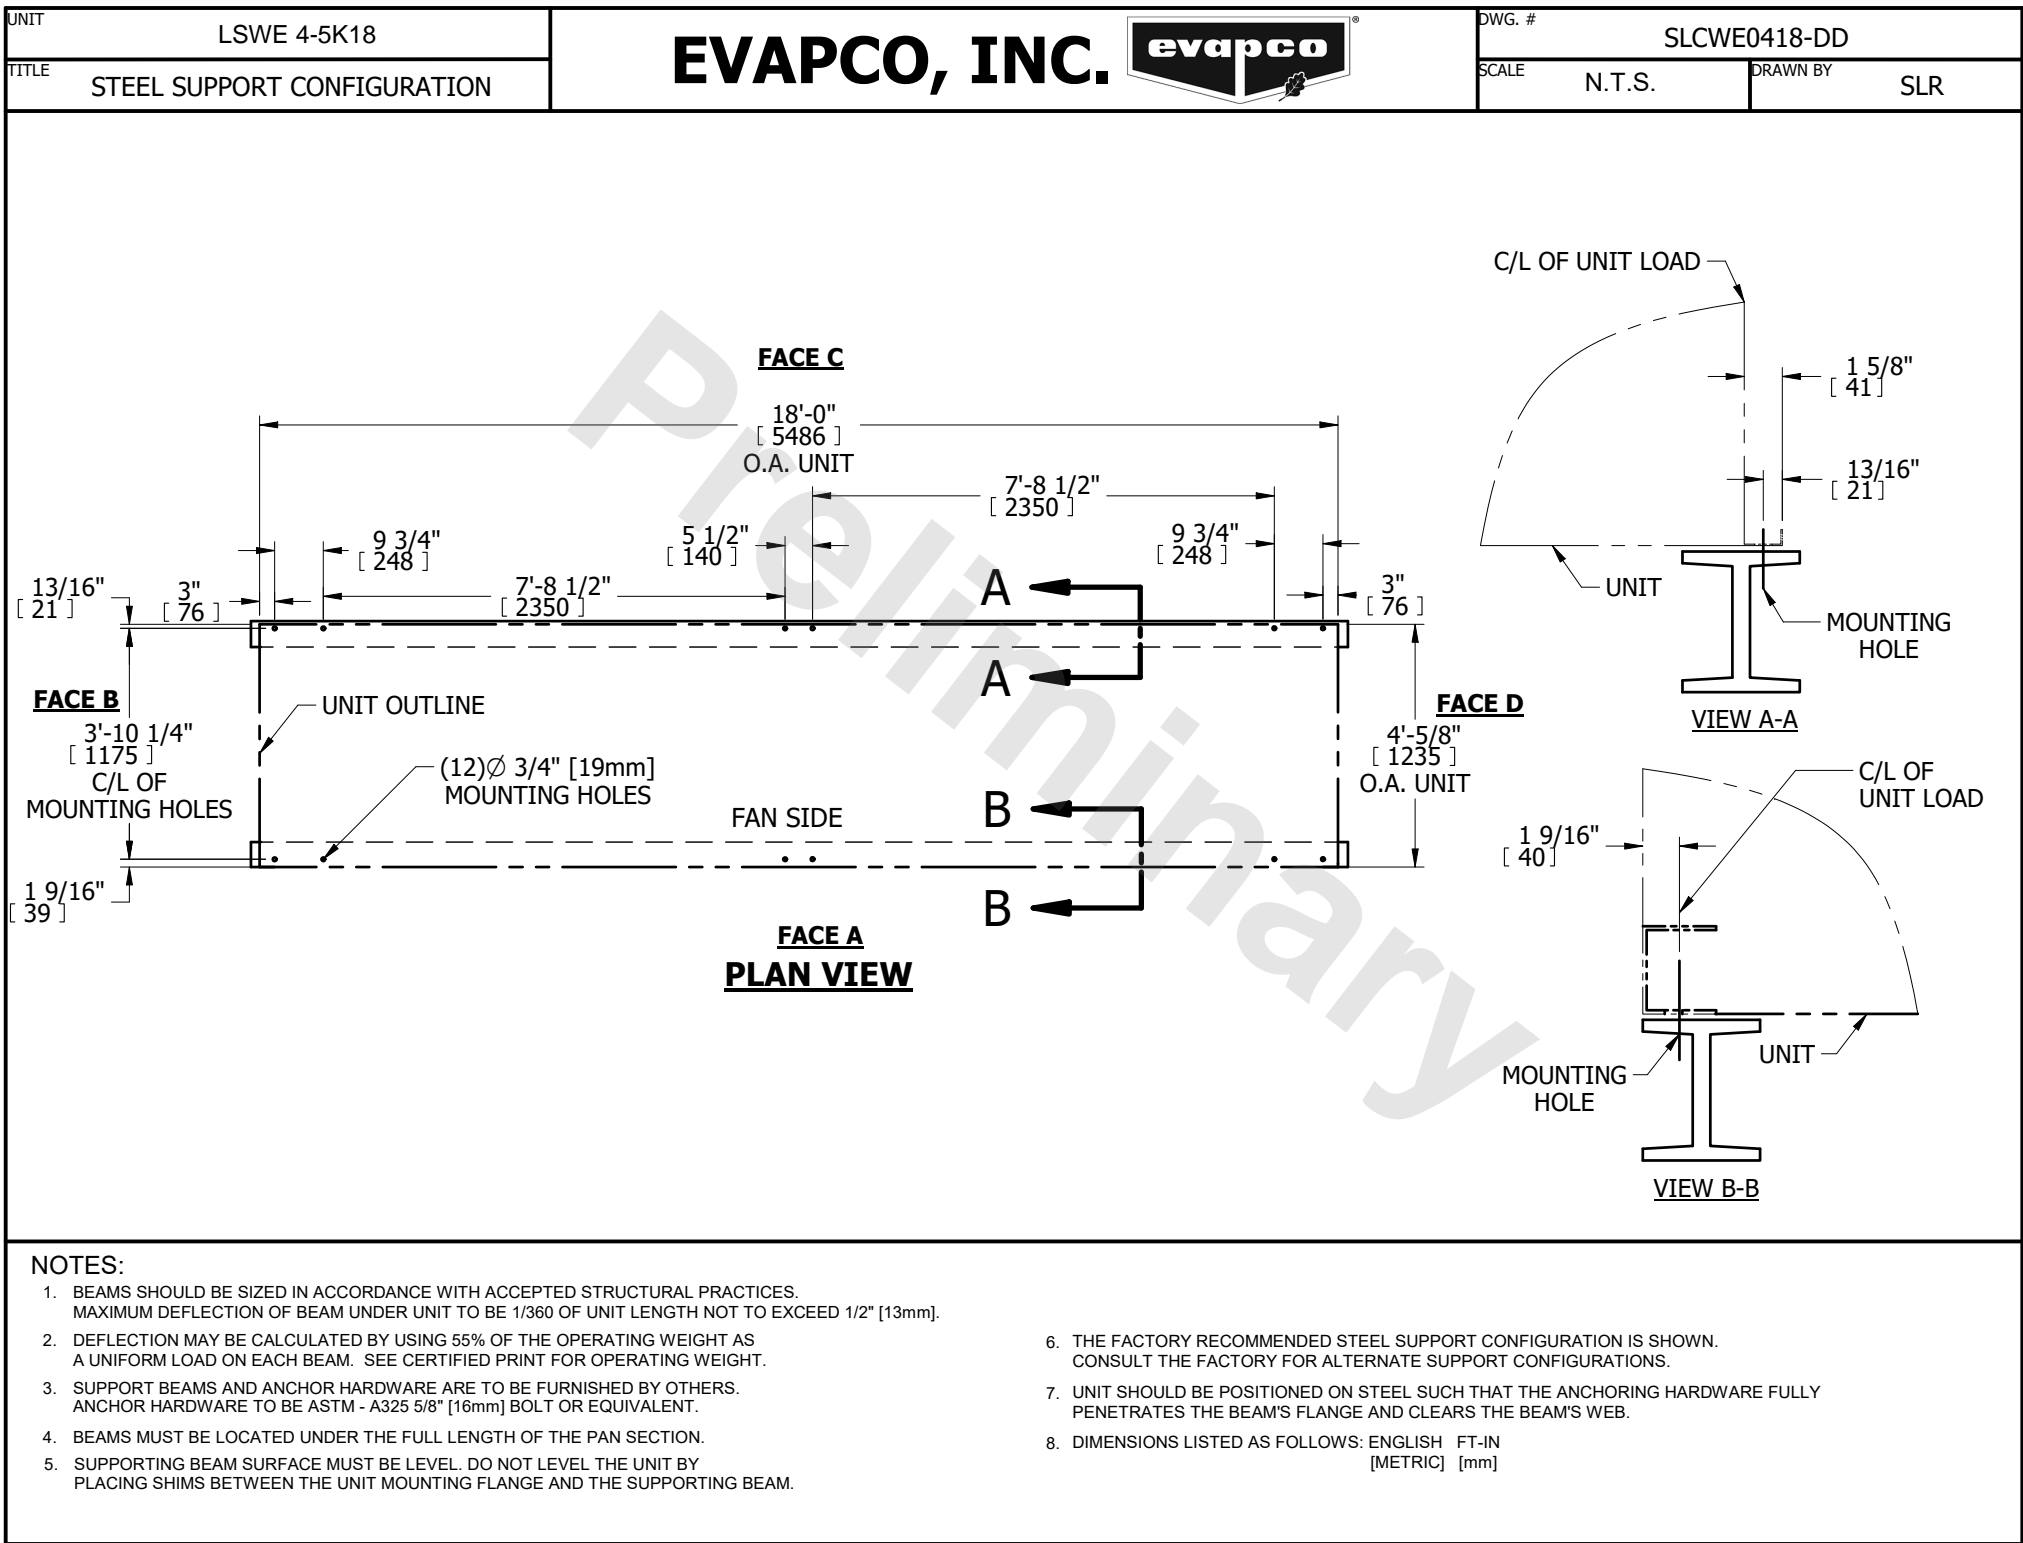 UNIT
LSWE 4-5K18
TITLE
STEEL SUPPORT CONFIGURATION
EVAPCO, INC.
evapco
®
DWG. #
SLCWE0418-DD
SCALE
N.T.S.
DRAWN BY
SLR
Preliminary
FACE C
18'-0"
[ 5486 ]
O.A. UNIT
7'-8 1/2"
[ 2350 ]
9 3/4"
[ 248 ]
5 1/2"
[ 140 ]
9 3/4"
[ 248 ]
13/16"
[ 21 ]
3"
[ 76 ]
7'-8 1/2"
[ 2350 ]
3"
[ 76 ]
A
A
FACE B
3'-10 1/4"
[ 1175 ]
C/L OF
MOUNTING HOLES
UNIT OUTLINE
(12)Ø 3/4" [19mm]
MOUNTING HOLES
FAN SIDE
B
B
FACE D
4'-5/8"
[ 1235 ]
O.A. UNIT
1 9/16"
[ 39 ]
FACE A
PLAN VIEW
C/L OF UNIT LOAD
1 5/8"
[ 41 ]
13/16"
[ 21 ]
UNIT
MOUNTING
HOLE
VIEW A-A
C/L OF
UNIT LOAD
1 9/16"
[ 40 ]
UNIT
MOUNTING
HOLE
VIEW B-B
NOTES:
1. BEAMS SHOULD BE SIZED IN ACCORDANCE WITH ACCEPTED STRUCTURAL PRACTICES.
MAXIMUM DEFLECTION OF BEAM UNDER UNIT TO BE 1/360 OF UNIT LENGTH NOT TO EXCEED 1/2" [13mm].
2. DEFLECTION MAY BE CALCULATED BY USING 55% OF THE OPERATING WEIGHT AS
A UNIFORM LOAD ON EACH BEAM. SEE CERTIFIED PRINT FOR OPERATING WEIGHT.
3. SUPPORT BEAMS AND ANCHOR HARDWARE ARE TO BE FURNISHED BY OTHERS.
ANCHOR HARDWARE TO BE ASTM - A325 5/8" [16mm] BOLT OR EQUIVALENT.
4. BEAMS MUST BE LOCATED UNDER THE FULL LENGTH OF THE PAN SECTION.
5. SUPPORTING BEAM SURFACE MUST BE LEVEL. DO NOT LEVEL THE UNIT BY
PLACING SHIMS BETWEEN THE UNIT MOUNTING FLANGE AND THE SUPPORTING BEAM.
6. THE FACTORY RECOMMENDED STEEL SUPPORT CONFIGURATION IS SHOWN.
CONSULT THE FACTORY FOR ALTERNATE SUPPORT CONFIGURATIONS.
7. UNIT SHOULD BE POSITIONED ON STEEL SUCH THAT THE ANCHORING HARDWARE FULLY
PENETRATES THE BEAM'S FLANGE AND CLEARS THE BEAM'S WEB.
8. DIMENSIONS LISTED AS FOLLOWS: ENGLISH FT-IN
[METRIC] [mm]